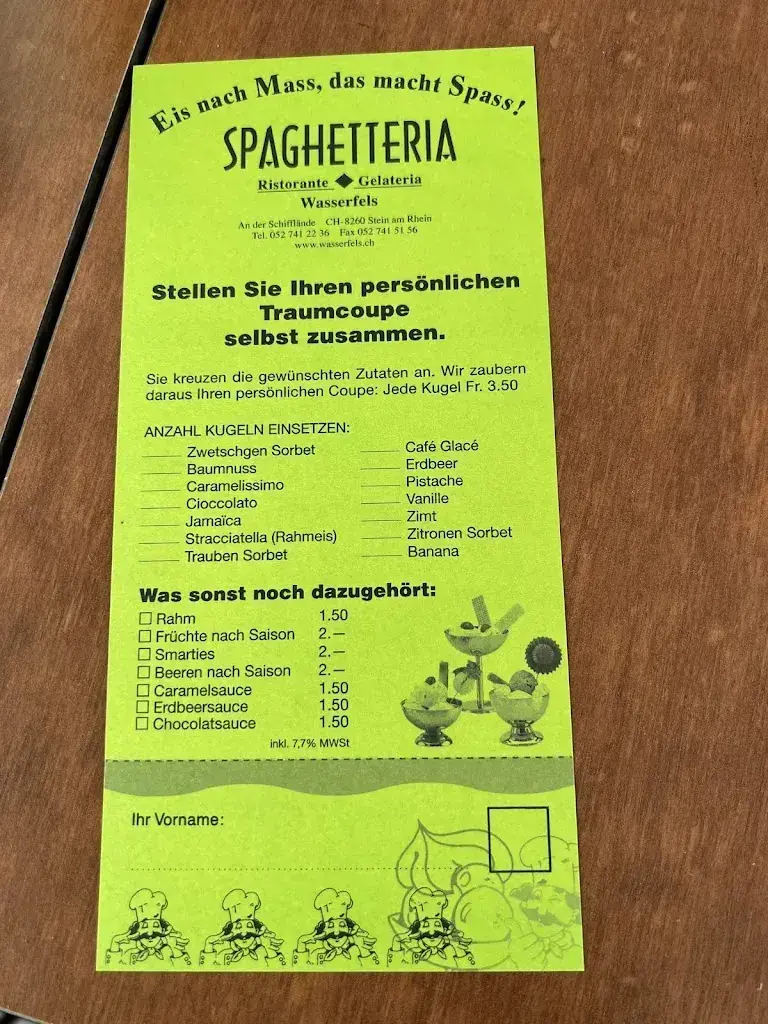 Eis nach Mass, das macht Spass!
SPAGHETTERIA
Ristorante ◆ Gelateria
Wasserfels
An der Schifflände CH-8260 Stein am Rhein
Tel. 052 741 22 36 Fax 052 741 51 56
www.wasserfels.ch
Stellen Sie Ihren persönlichen
Traumcoupe
selbst zusammen.
Sie kreuzen die gewünschten Zutaten an. Wir zaubern
daraus Ihren persönlichen Coupe: Jede Kugel Fr. 3.50
ANZAHL KUGELN EINSETZEN:
Zwetschgen Sorbet
Baumnuss
Caramelissimo
Cioccolato
Jamaïca
Stracciatella (Rahmeis)
Trauben Sorbet
Café Glacé
Erdbeer
Pistache
Vanille
Zimt
Zitronen Sorbet
Banana
Was sonst noch dazugehört:
Rahm 1.50
Früchte nach Saison 2.—
Smarties 2.—
Beeren nach Saison 2.—
Caramelsauce 1.50
Erdbeersauce 1.50
Chocolatsauce 1.50
inkl. 7,7% MWSt
Ihr Vorname: